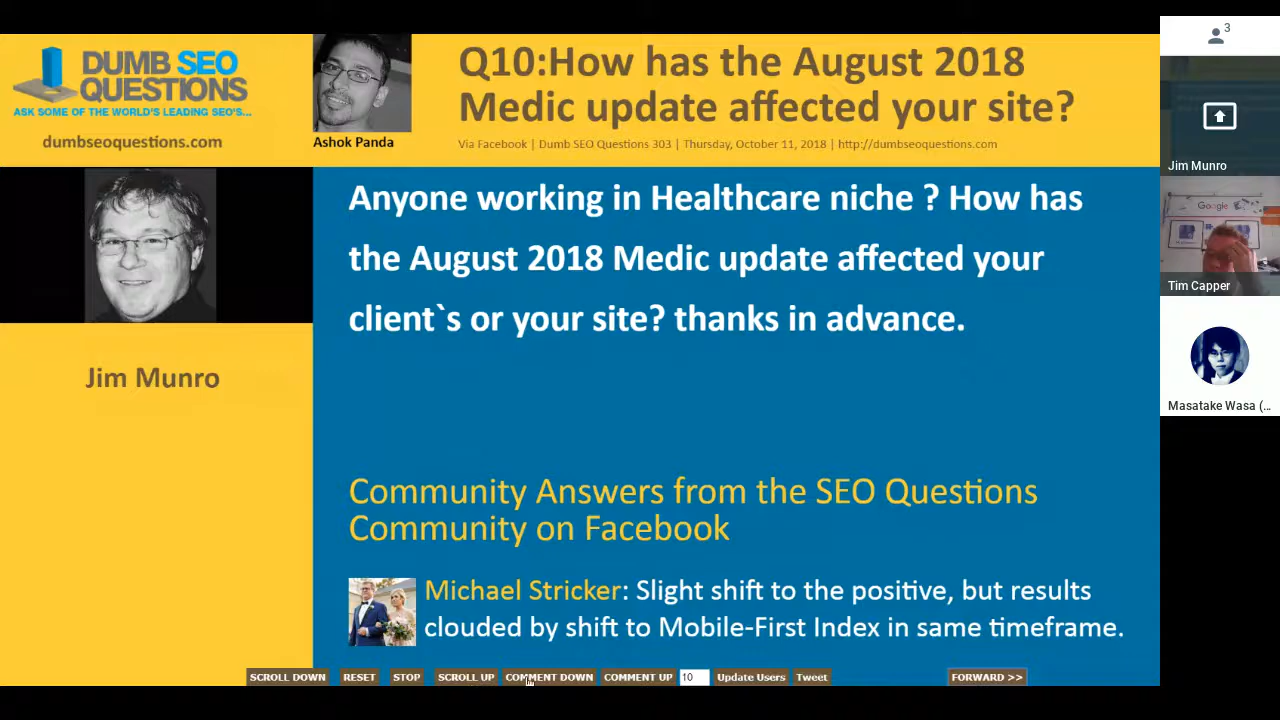 DUMB SEO
QUESTIONS
ASK SOME OF THE WORLD'S LEADING SEO'S...
dumbseoquestions.com
Ashok Panda
Q10:How has the August 2018
Medic update affected your site?
Via Facebook | Dumb SEO Questions 303 | Thursday, October 11, 2018 | http://dumbseoquestions.com
Jim Munro
Anyone working in Healthcare niche ? How has
the August 2018 Medic update affected your
client`s or your site? thanks in advance.
Community Answers from the SEO Questions
Community on Facebook
Michael Stricker: Slight shift to the positive, but results
clouded by shift to Mobile-First Index in same timeframe.
SCROLL DOWN RESET STOP SCROLL UP COMMENT DOWN COMMENT UP 10 Update Users Tweet FORWARD >>
3
Jim Munro
Google
Tim Capper
Masatake Wasa (...